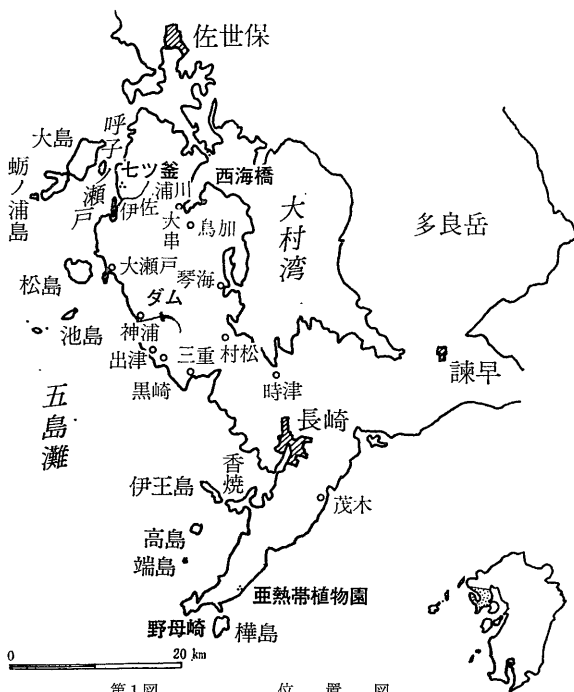 佐世保
大島
呼子ノ瀬戸
蛎ノ浦島
七ツ釜
西海橋
ノ浦川
伊佐
大串
鳥加
大村湾
多良岳
松島
大瀬戸
琴海
池島
ダム
神浦
出津
三重
村松
黒崎
時津
諫早
五島灘
長崎
香焼
伊王島
茂木
高島
端島
亜熱帯植物園
野母崎
樺島
0 20 km
第1図 位置図